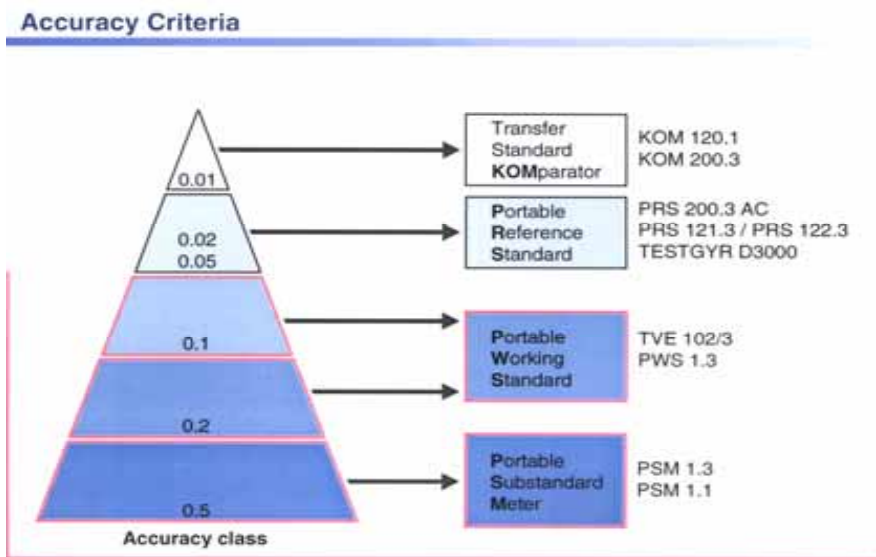 Accuracy Criteria
0.01
Transfer
Standard
KOMparator
KOM 120.1
KOM 200.3
0.02
0.05
Portable
Reference
Standard
PRS 200.3 AC
PRS 121.3 / PRS 122.3
TESTGYR D3000
0.1
0.2
Portable
Working
Standard
TVE 102/3
PWS 1.3
0.5
Portable
Substandard
Meter
PSM 1.3
PSM 1.1
Accuracy class